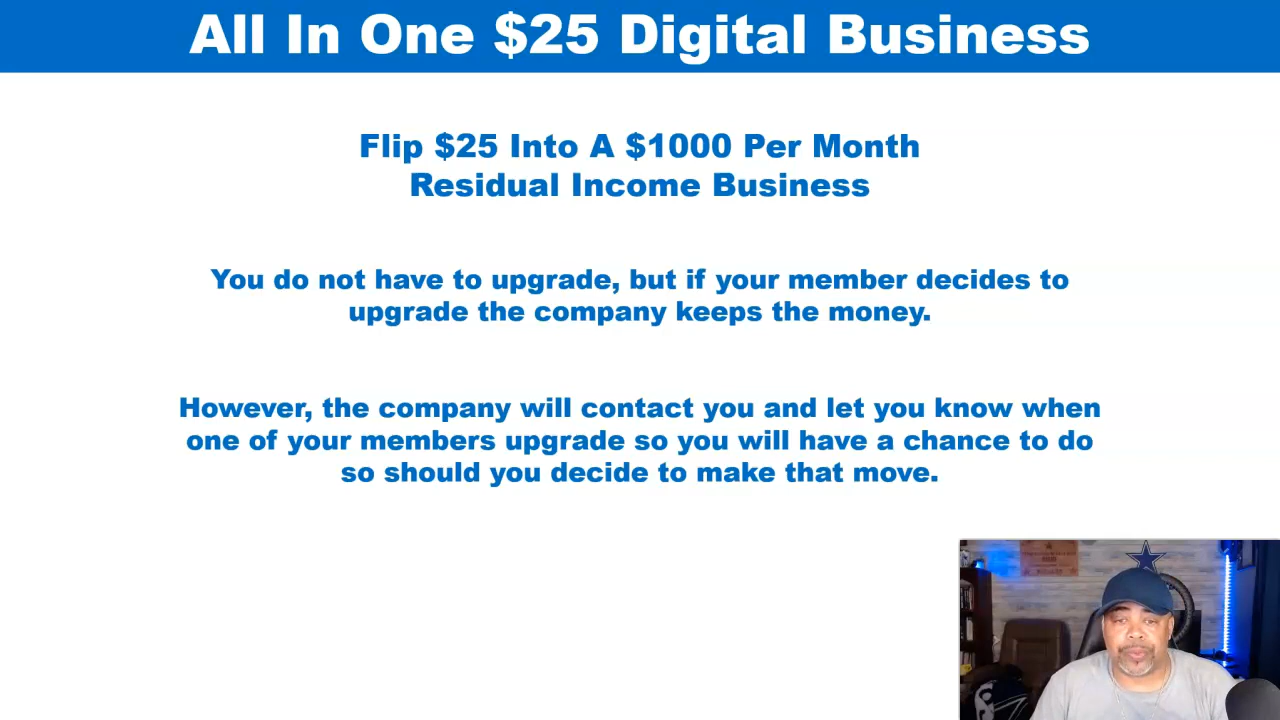 All In One $25 Digital Business
Flip $25 Into A $1000 Per Month
Residual Income Business
You do not have to upgrade, but if your member decides to
upgrade the company keeps the money.
However, the company will contact you and let you know when
one of your members upgrade so you will have a chance to do
so should you decide to make that move.